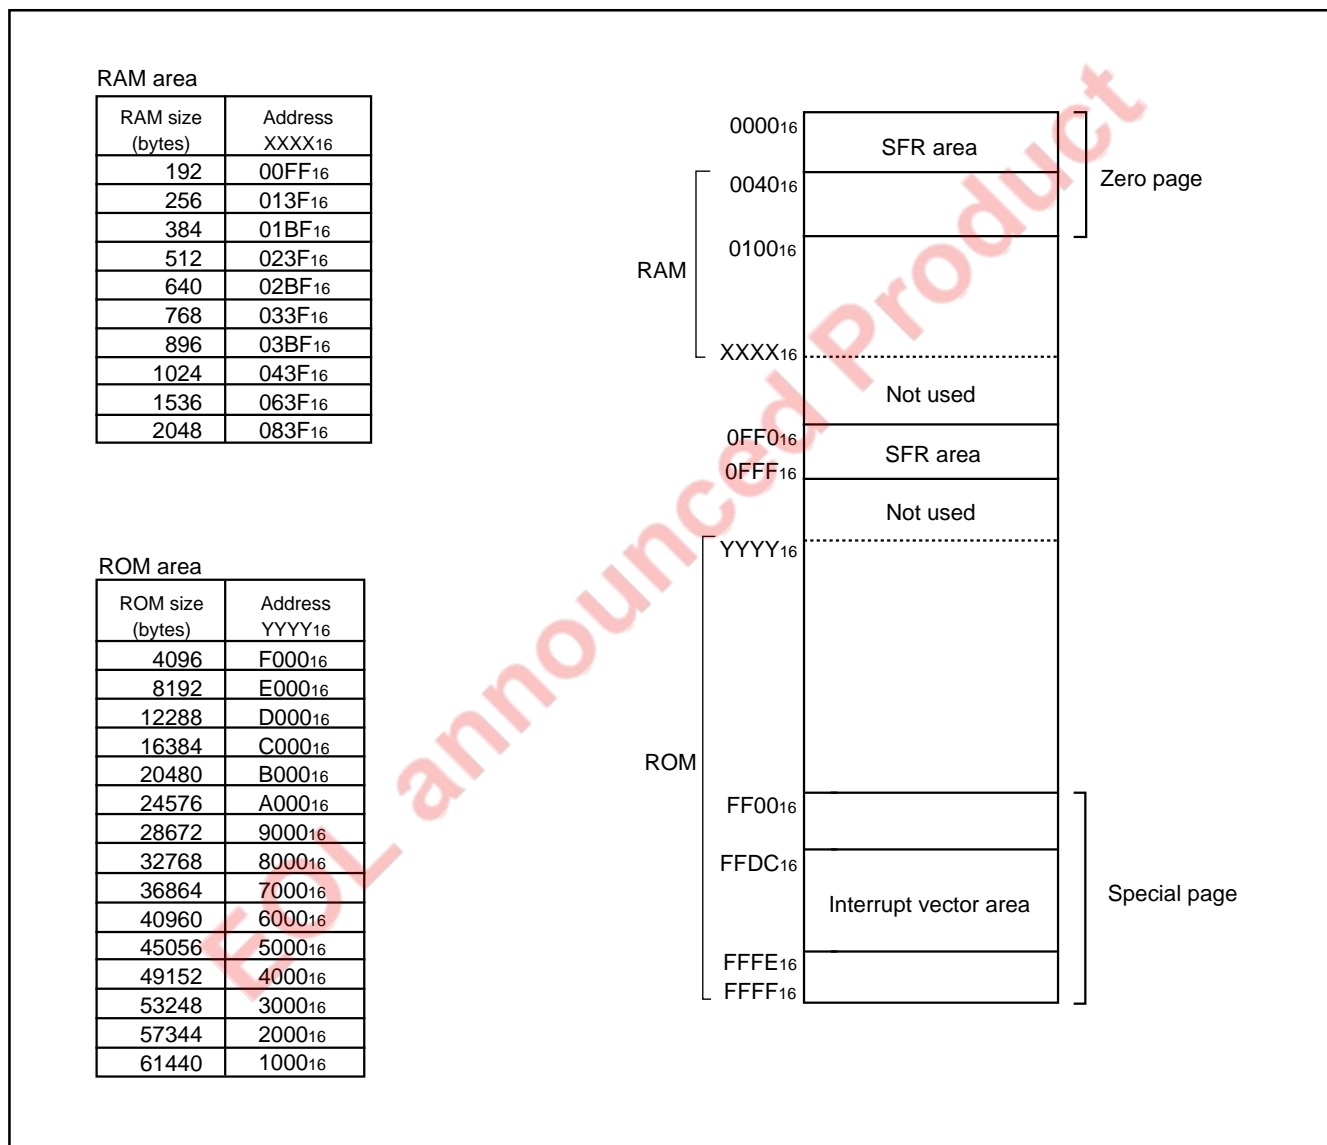 RAM area
RAM size (bytes) Address XXXX16
192 00FF16
256 013F16
384 01BF16
512 023F16
640 02BF16
768 033F16
896 03BF16
1024 043F16
1536 063F16
2048 083F16
ROM area
ROM size (bytes) Address YYYY16
4096 F00016
8192 E00016
12288 D00016
16384 C00016
20480 B00016
24576 A00016
28672 900016
32768 800016
36864 700016
40960 600016
45056 500016
49152 400016
53248 300016
57344 200016
61440 100016
000016
SFR area
Zero page
004016
RAM
010016
XXXX16
Not used
0FF016
SFR area
0FFF16
Not used
YYYY16
ROM
FF0016
FFDC16
Interrupt vector area
Special page
FFFE16
FFFF16
EOL announced Product